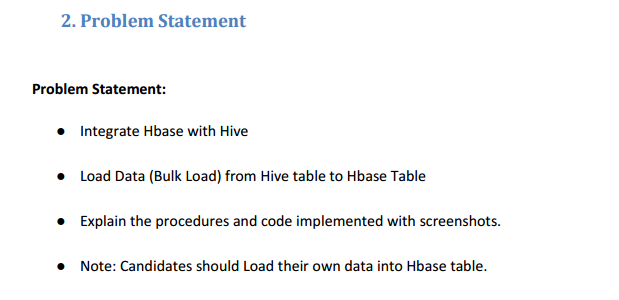 2. Problem Statement
Problem Statement:
● Integrate Hbase with Hive
● Load Data (Bulk Load) from Hive table to Hbase Table
● Explain the procedures and code implemented with screenshots.
● Note: Candidates should Load their own data into Hbase table.